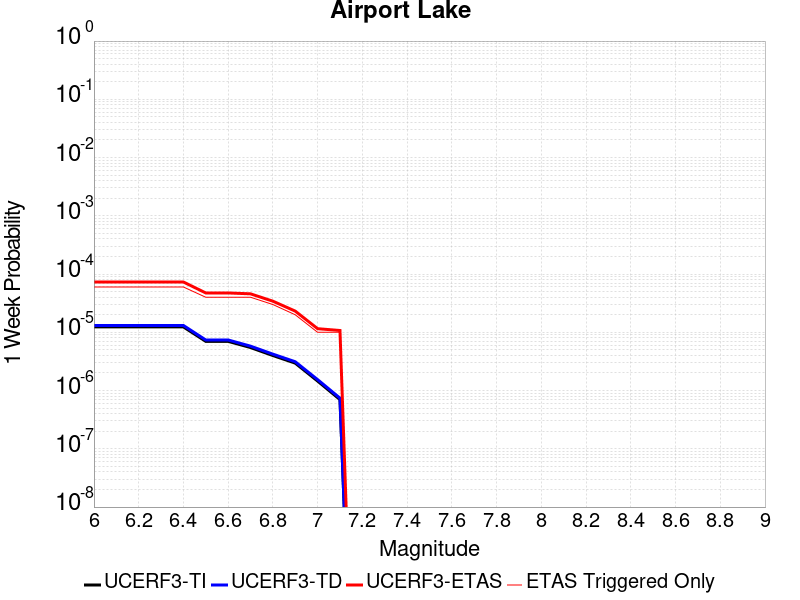 Airport Lake
10 0
10 -1
10 -2
10 -3
10 -4
10 -5
10 -6
10 -7
10 -8
1 Week Probability
6 6.2 6.4 6.6 6.8 7 7.2 7.4 7.6 7.8 8 8.2 8.4 8.6 8.8 9
Magnitude
UCERF3-TI UCERF3-TD UCERF3-ETAS ETAS Triggered Only